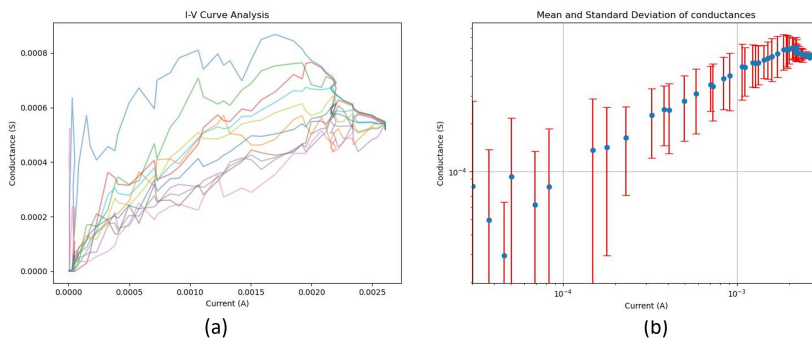 I-V Curve Analysis
Conductance (S)
0.0008
0.0006
0.0004
0.0002
0.0000
0.0000 0.0005 0.0010 0.0015 0.0020 0.0025
Current (A)
(a)
Mean and Standard Deviation of conductances
Conductance (S)
10⁻⁴
10⁻⁴ 10⁻³
Current (A)
(b)